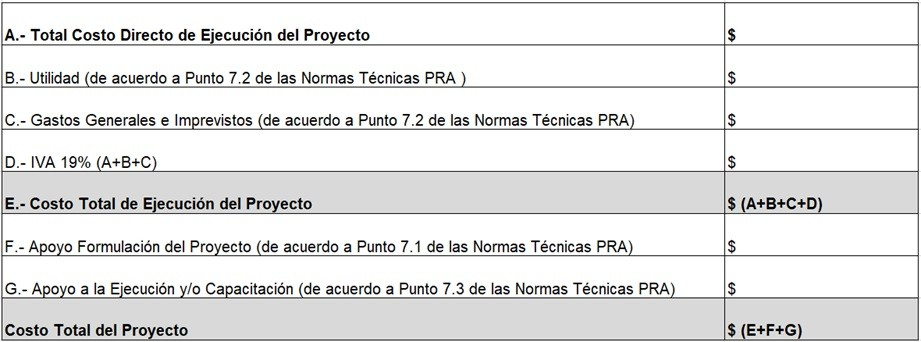 A.- Total Costo Directo de Ejecución del Proyecto $
B.- Utilidad (de acuerdo a Punto 7.2 de las Normas Técnicas PRA ) $
C.- Gastos Generales e Imprevistos (de acuerdo a Punto 7.2 de las Normas Técnicas PRA) $
D.- IVA 19% (A+B+C) $
E.- Costo Total de Ejecución del Proyecto $ (A+B+C+D)
F.- Apoyo Formulación del Proyecto (de acuerdo a Punto 7.1 de las Normas Técnicas PRA) $
G.- Apoyo a la Ejecución y/o Capacitación (de acuerdo a Punto 7.3 de las Normas Técnicas PRA) $
Costo Total del Proyecto $ (E+F+G)